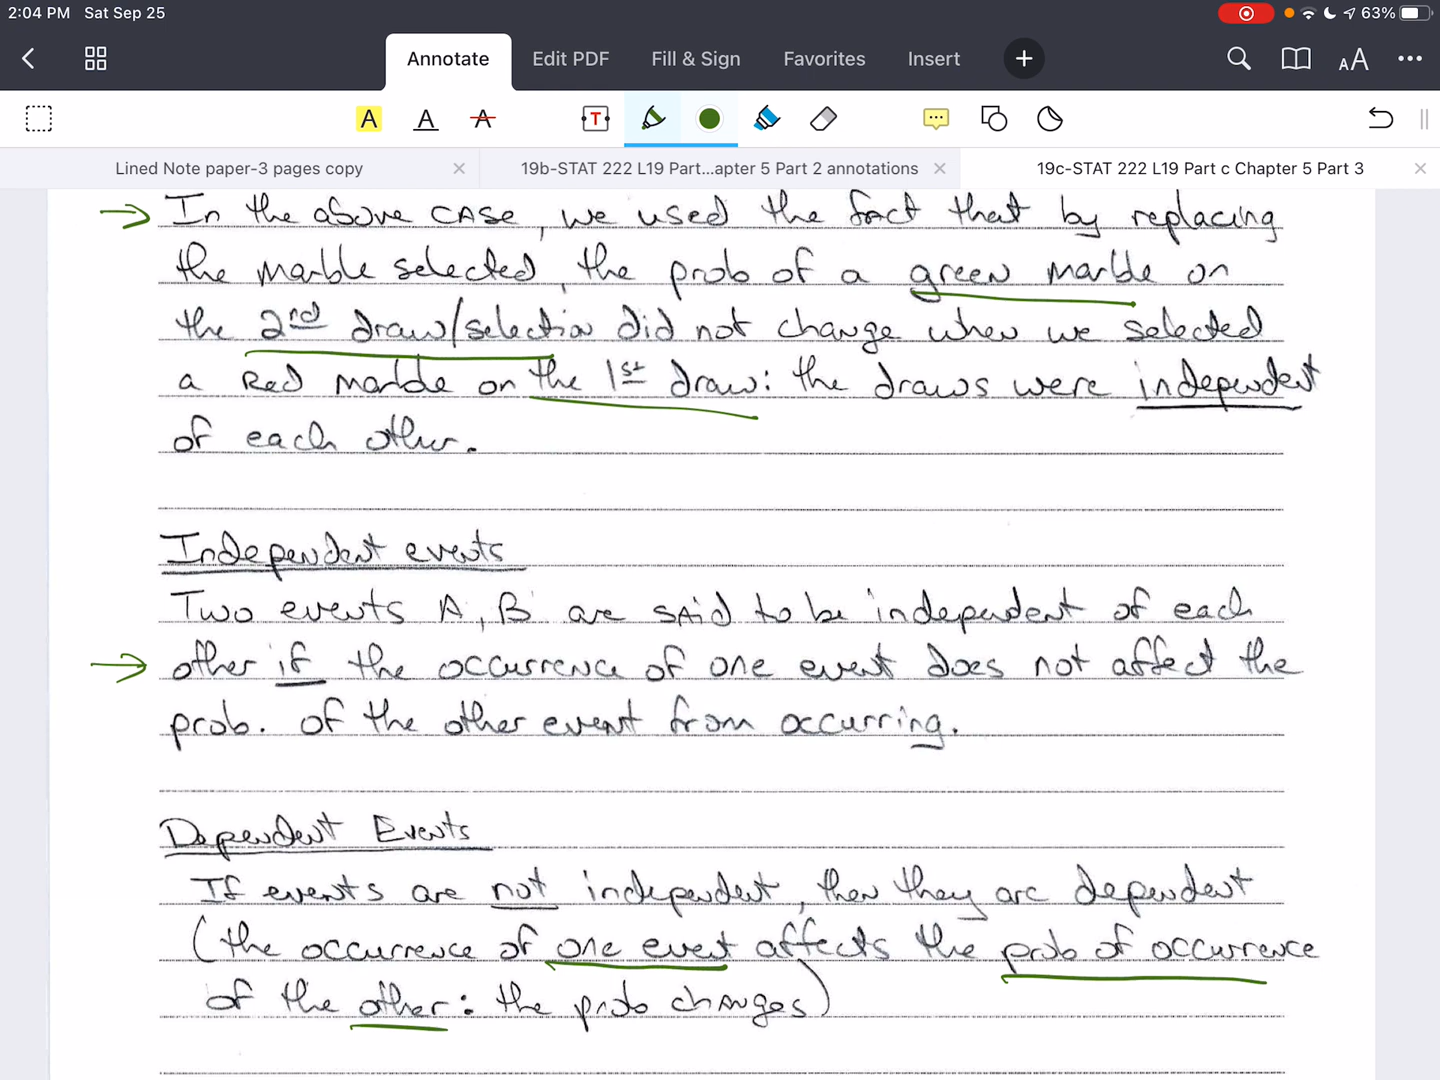 2:04 PM Sat Sep 25 63%
Annotate Edit PDF Fill & Sign Favorites Insert
A A A T
Lined Note paper-3 pages copy 19b-STAT 222 L19 Part...apter 5 Part 2 annotations 19c-STAT 222 L19 Part c Chapter 5 Part 3
→ In the above CASE, we used the fact that by replacing
the marble selected, the prob of a green marble on
the 2nd draw/selection did not change when we selected
a Red marble on the 1st draw: the draws were independent
of each other.
Independent events
Two events A, B are said to be independent of each
→ other if the occurrence of one event does not affect the
prob. of the other event from occurring.
Dependent Events
If events are not independent, then they are dependent
(the occurrence of one event affects the prob of occurrence
of the other: the prob changes)